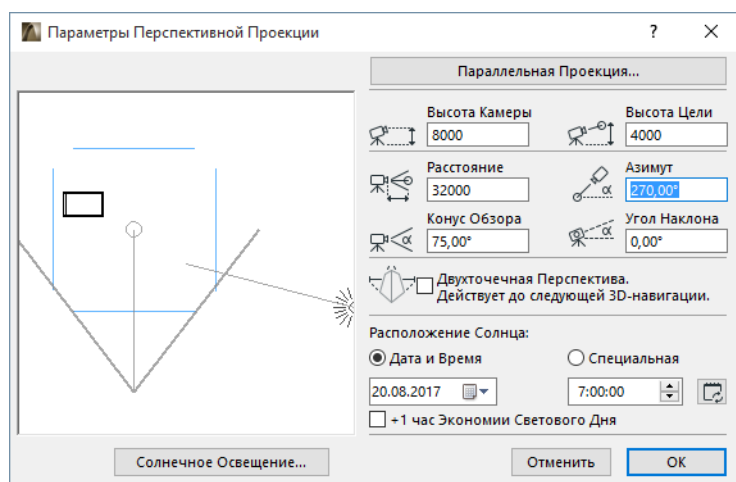 Параметры Перспективной Проекции
?
Параллельная Проекция...
Высота Камеры
Высота Цели
8000
4000
Расстояние
Азимут
32000
α
270,00°
Конус Обзора
Угол Наклона
α
75,00°
α
0,00°
Двухточечная Перспектива.
Действует до следующей 3D-навигации.
Расположение Солнца:
Дата и Время
Специальная
20.08.2017
7:00:00
+1 час Экономии Светового Дня
Солнечное Освещение...
Отменить
ОК